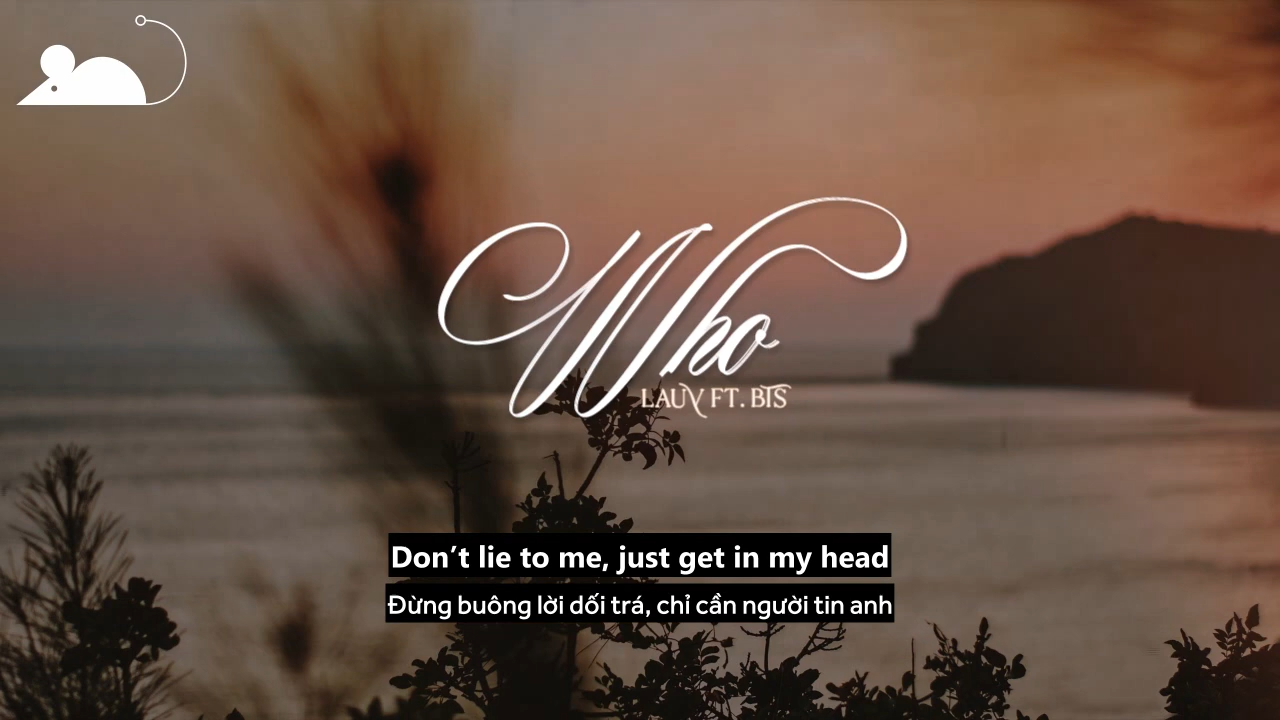 Who
LAUV FT. BTS
Don't lie to me, just get in my head
Đừng buông lời dối trá, chỉ cần người tin anh